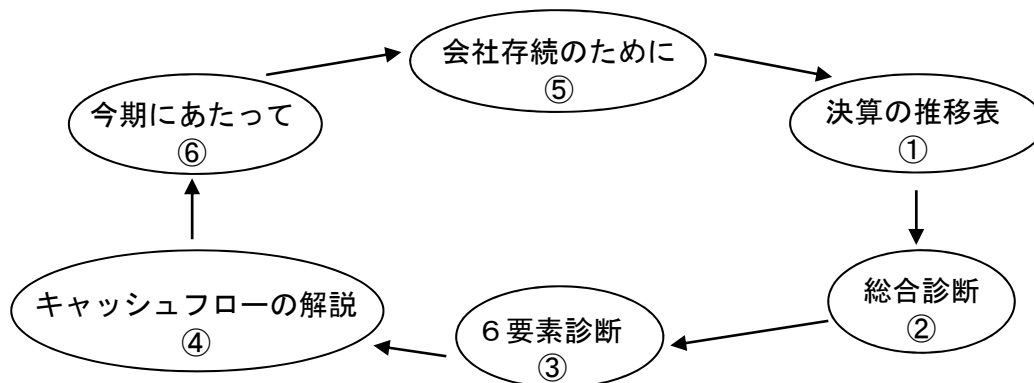 会社存続のために
⑤
決算の推移表
①
総合診断
②
６要素診断
③
キャッシュフローの解説
④
今期にあたって
⑥